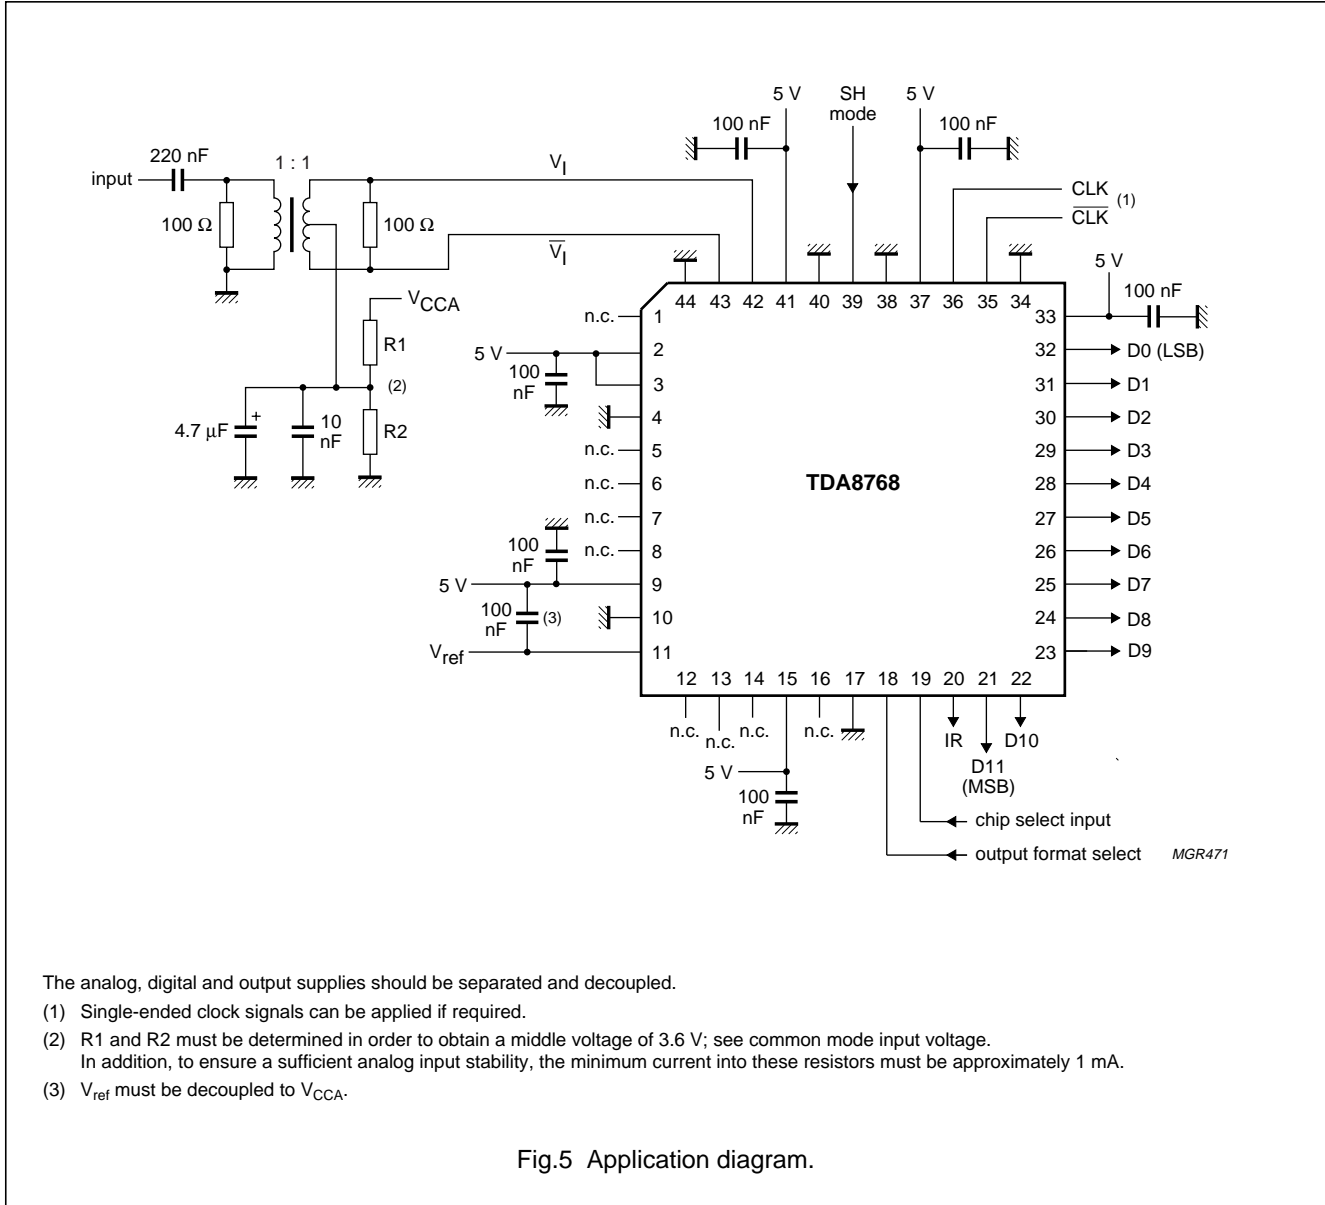 5 V
SH
mode
5 V
100 nF
100 nF
220 nF
1 : 1
input
V_I
CLK
(1)
100 Ω
100 Ω
C̅L̅K̅
V̅_I
5 V
100 nF
44 43 42 41 40 39 38 37 36 35 34
V_CCA
n.c. 1
33
R1
5 V 2
32 D0 (LSB)
100
nF
3
31 D1
(2)
4
30 D2
4.7 μF
+
10
nF
R2
n.c. 5
29 D3
n.c. 6
TDA8768
28 D4
n.c. 7
27 D5
100
nF
n.c. 8
26 D6
5 V 9
25 D7
100
nF
(3)
10
24 D8
V_ref 11
23 D9
12 13 14 15 16 17 18 19 20 21 22
n.c. n.c. n.c. n.c.
IR
D10
D11
(MSB)
5 V
100
nF
chip select input
output format select
MGR471
The analog, digital and output supplies should be separated and decoupled.
(1) Single-ended clock signals can be applied if required.
(2) R1 and R2 must be determined in order to obtain a middle voltage of 3.6 V; see common mode input voltage.
In addition, to ensure a sufficient analog input stability, the minimum current into these resistors must be approximately 1 mA.
(3) V_ref must be decoupled to V_CCA.
Fig.5 Application diagram.